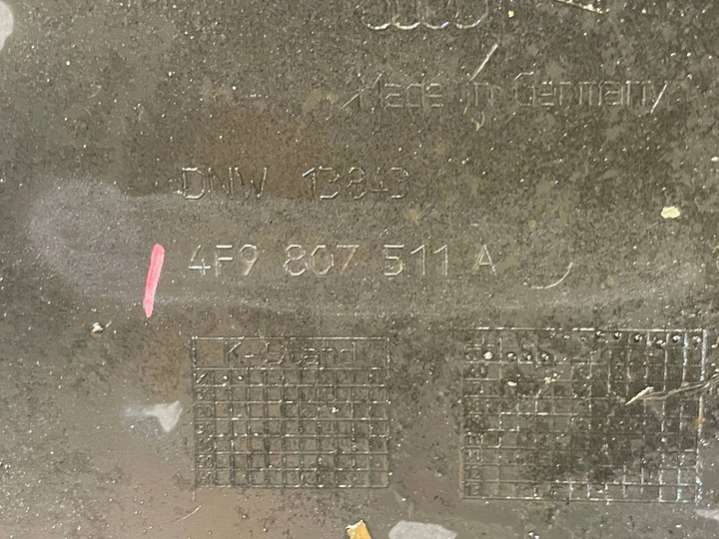 Made in Germany
DNW 13843
4F9 807 511 A
K-Stand